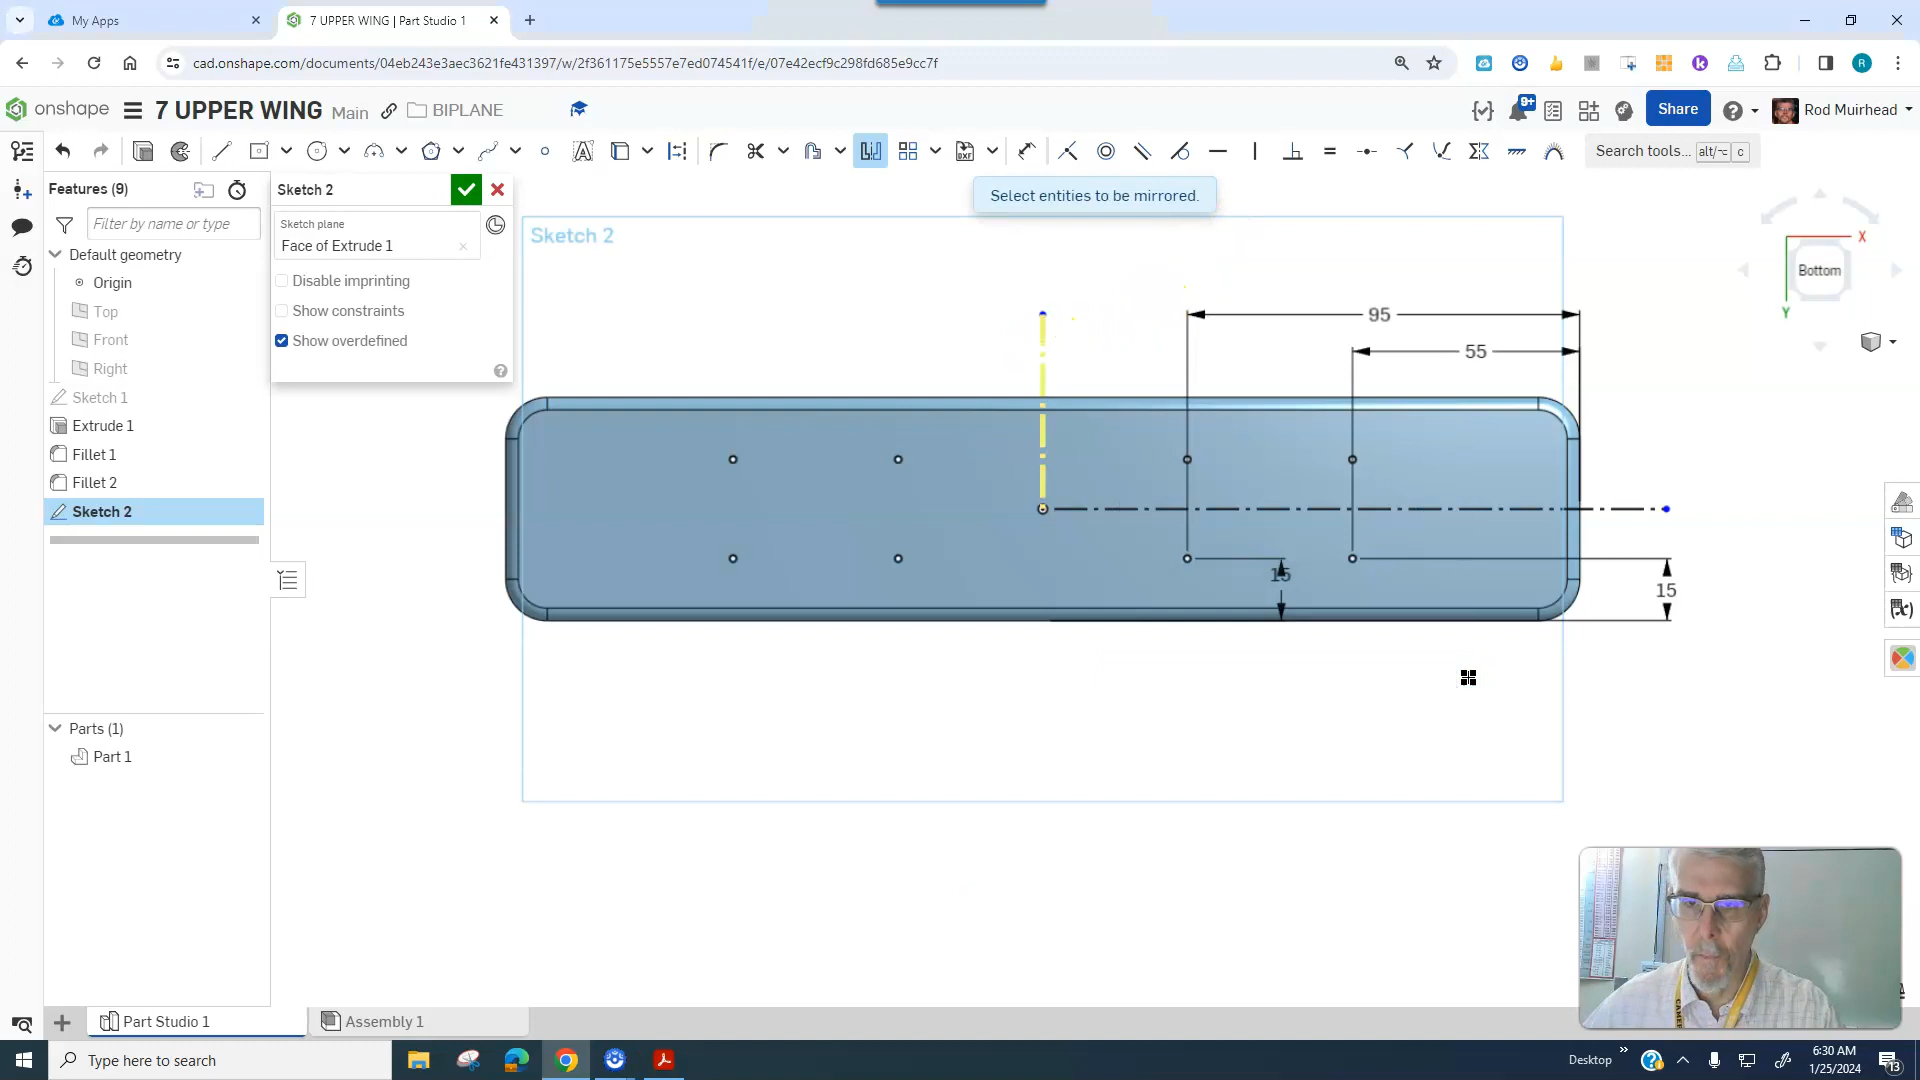 My Apps
7 UPPER WING | Part Studio 1
cad.onshape.com/documents/04eb243e3aec3621fe431397/w/2f361175e5557e7ed074541f/e/07e42ecf9c298fd685e9cc7f
R
onshape
7 UPPER WING
Main
BIPLANE
9+
Share
Rod Muirhead
DXF
Search tools... alt/⌥ c
Features (9)
Filter by name or type
Default geometry
Origin
Top
Front
Right
Sketch 1
Extrude 1
Fillet 1
Fillet 2
Sketch 2
Parts (1)
Part 1
Sketch 2
Sketch plane
Face of Extrude 1
Disable imprinting
Show constraints
Show overdefined
Select entities to be mirrored.
Sketch 2
95
55
15
15
X
Bottom
Y
Part Studio 1
Assembly 1
Type here to search
Desktop
6:30 AM
1/25/2024
13